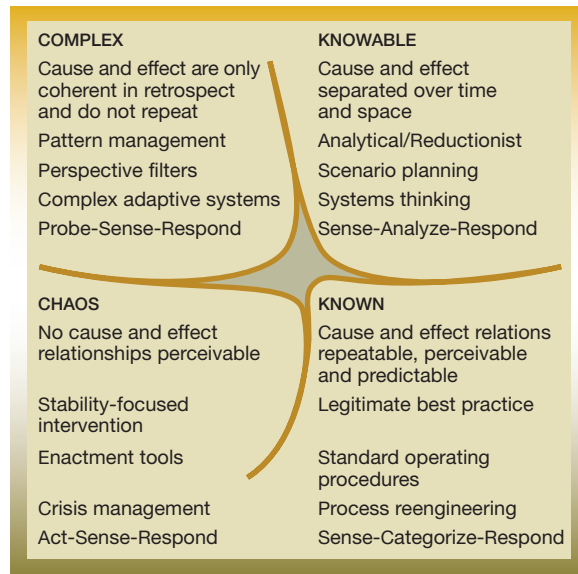 COMPLEX
Cause and effect are only
coherent in retrospect
and do not repeat
Pattern management
Perspective filters
Complex adaptive systems
Probe-Sense-Respond
KNOWABLE
Cause and effect
separated over time
and space
Analytical/Reductionist
Scenario planning
Systems thinking
Sense-Analyze-Respond
CHAOS
No cause and effect
relationships perceivable
Stability-focused
intervention
Enactment tools
Crisis management
Act-Sense-Respond
KNOWN
Cause and effect relations
repeatable, perceivable
and predictable
Legitimate best practice
Standard operating
procedures
Process reengineering
Sense-Categorize-Respond